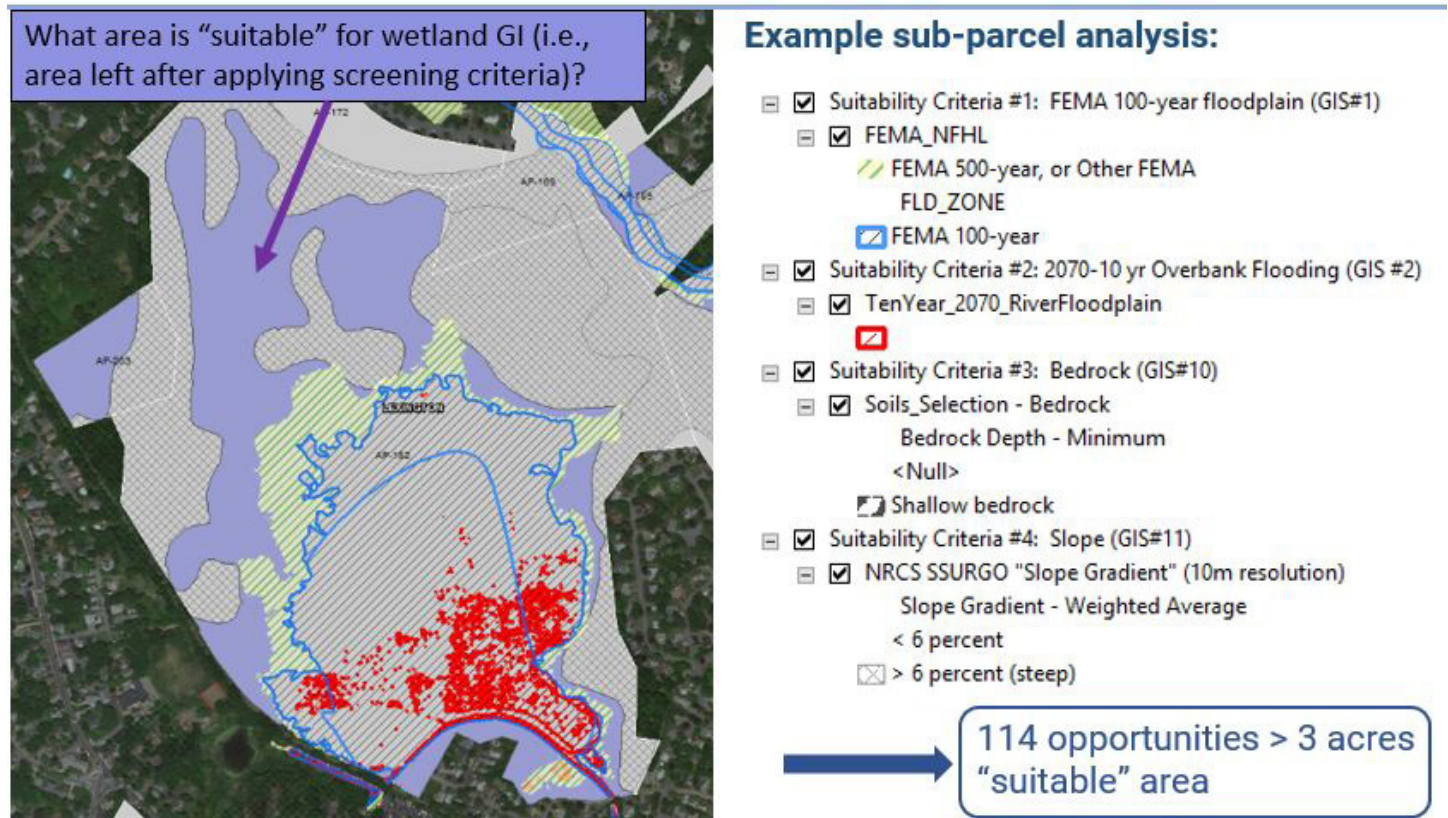 What area is “suitable” for wetland GI (i.e.,
area left after applying screening criteria)?
AP-172
AP-169
AP-165
AP-203
LEXINGTON
AP-162
Example sub-parcel analysis:
Suitability Criteria #1: FEMA 100-year floodplain (GIS#1)
FEMA_NFHL
FEMA 500-year, or Other FEMA
FLD_ZONE
FEMA 100-year
Suitability Criteria #2: 2070-10 yr Overbank Flooding (GIS #2)
TenYear_2070_RiverFloodplain
Suitability Criteria #3: Bedrock (GIS#10)
Soils_Selection - Bedrock
Bedrock Depth - Minimum
<Null>
Shallow bedrock
Suitability Criteria #4: Slope (GIS#11)
NRCS SSURGO "Slope Gradient" (10m resolution)
Slope Gradient - Weighted Average
< 6 percent
> 6 percent (steep)
114 opportunities > 3 acres
“suitable” area